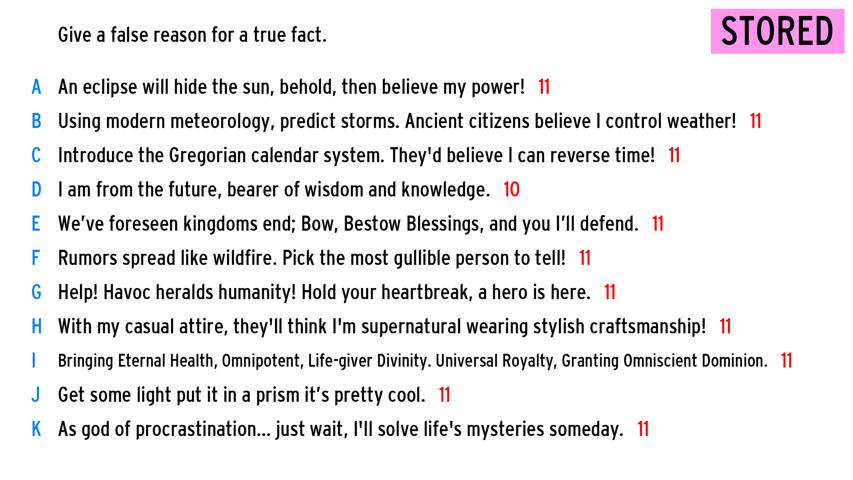 Give a false reason for a true fact.
STORED
A An eclipse will hide the sun, behold, then believe my power! 11
B Using modern meteorology, predict storms. Ancient citizens believe I control weather! 11
C Introduce the Gregorian calendar system. They'd believe I can reverse time! 11
D I am from the future, bearer of wisdom and knowledge. 10
E We've foreseen kingdoms end; Bow, Bestow Blessings, and you I'll defend. 11
F Rumors spread like wildfire. Pick the most gullible person to tell! 11
G Help! Havoc heralds humanity! Hold your heartbreak, a hero is here. 11
H With my casual attire, they'll think I'm supernatural wearing stylish craftsmanship! 11
I Bringing Eternal Health, Omnipotent, Life-giver Divinity. Universal Royalty, Granting Omniscient Dominion. 11
J Get some light put it in a prism it's pretty cool. 11
K As god of procrastination... just wait, I'll solve life's mysteries someday. 11